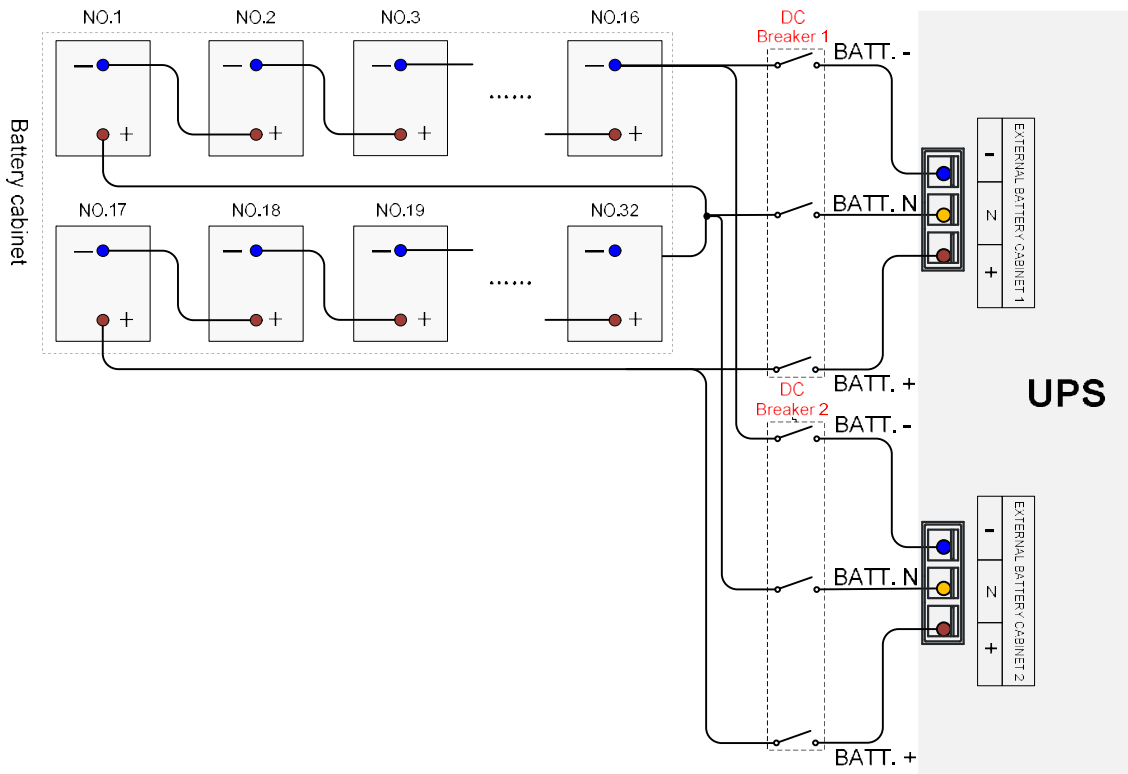 NO.1
NO.2
NO.3
NO.16
DC
Breaker 1
BATT. -
— — — —
......
+ + + +
Battery cabinet
EXTERNAL BATTERY CABINET 1
- N +
BATT. N
NO.17
NO.18
NO.19
NO.32
— — — —
......
+ + + +
BATT. +
UPS
DC
Breaker 2
BATT. -
EXTERNAL BATTERY CABINET 2
- N +
BATT. N
BATT. +